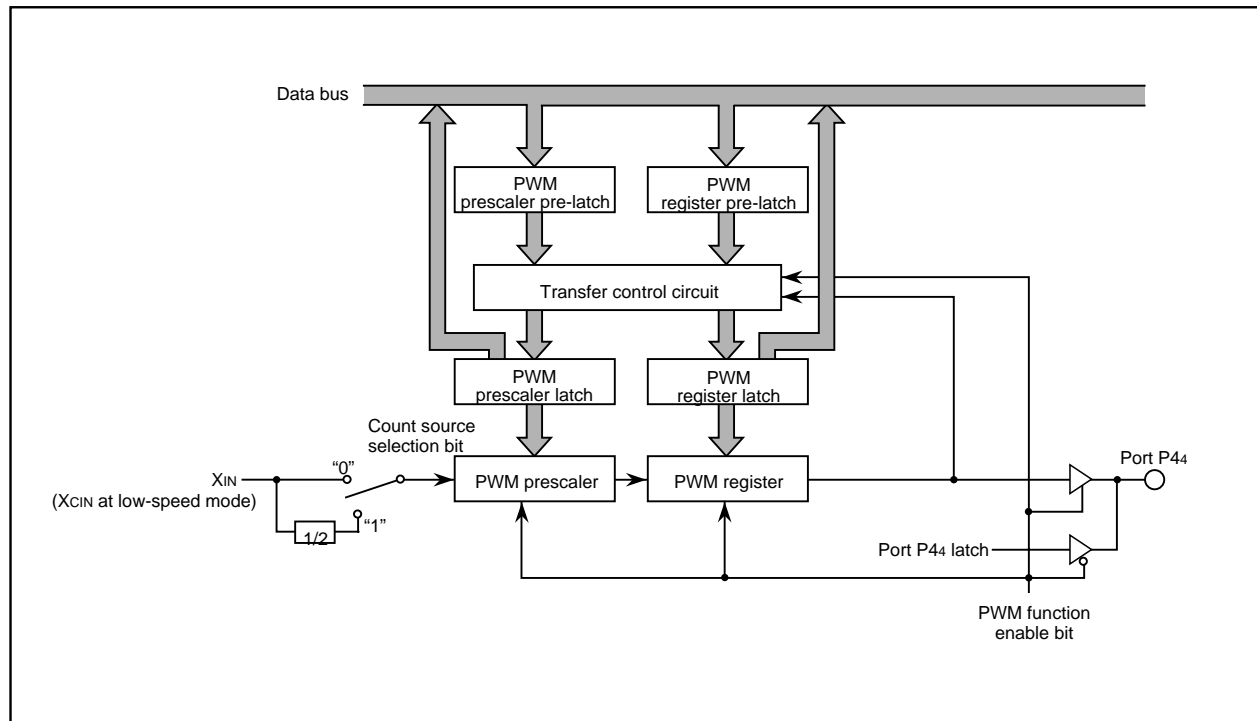 Data bus
PWM
prescaler pre-latch
PWM
register pre-latch
Transfer control circuit
PWM
prescaler latch
PWM
register latch
Count source
selection bit
XIN
(XCIN at low-speed mode)
“0”
“1”
1/2
PWM prescaler
PWM register
Port P44
Port P44 latch
PWM function
enable bit